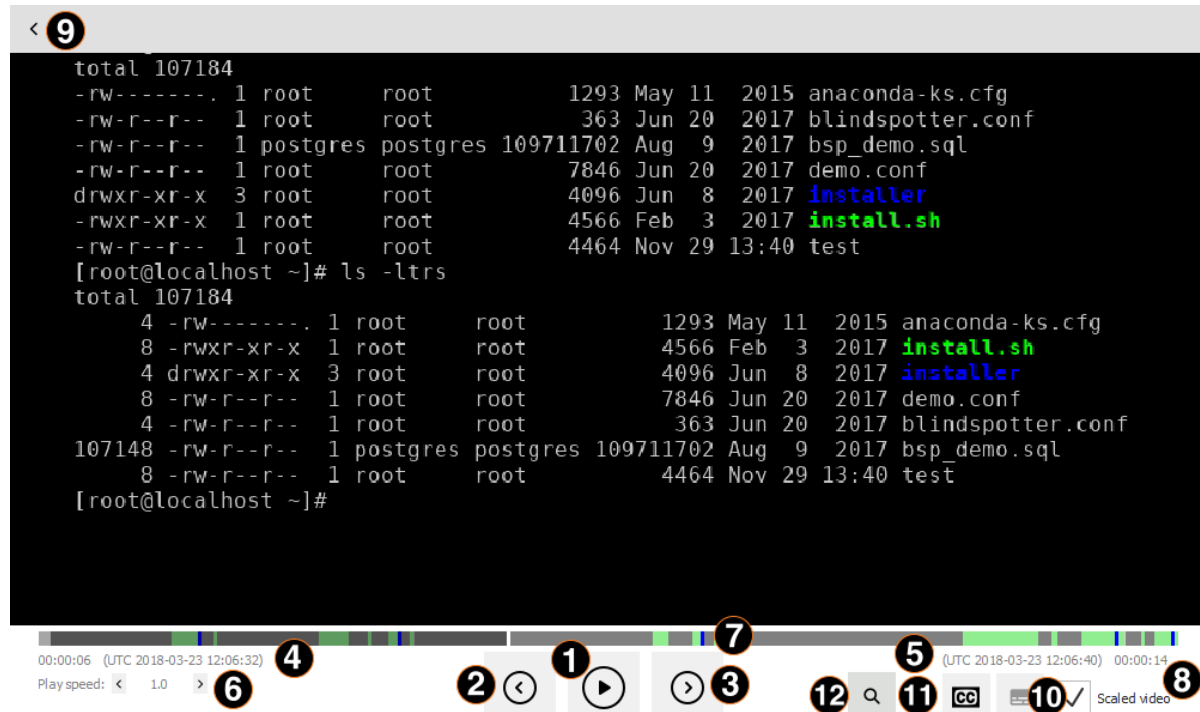 < 9
total 107184
-rw-------. 1 root     root         1293 May 11  2015 anaconda-ks.cfg
-rw-r--r--  1 root     root          363 Jun 20  2017 blindspotter.conf
-rw-r--r--  1 postgres postgres 109711702 Aug  9  2017 bsp_demo.sql
-rw-r--r--  1 root     root         7846 Jun 20  2017 demo.conf
drwxr-xr-x  3 root     root         4096 Jun  8  2017 installer
-rwxr-xr-x  1 root     root         4566 Feb  3  2017 install.sh
-rw-r--r--  1 root     root         4464 Nov 29 13:40 test
[root@localhost ~]# ls -ltrs
total 107184
     4 -rw-------. 1 root     root         1293 May 11  2015 anaconda-ks.cfg
     8 -rwxr-xr-x  1 root     root         4566 Feb  3  2017 install.sh
     4 drwxr-xr-x  3 root     root         4096 Jun  8  2017 installer
     8 -rw-r--r--  1 root     root         7846 Jun 20  2017 demo.conf
     4 -rw-r--r--  1 root     root          363 Jun 20  2017 blindspotter.conf
107148 -rw-r--r--  1 postgres postgres 109711702 Aug  9  2017 bsp_demo.sql
     8 -rw-r--r--  1 root     root         4464 Nov 29 13:40 test
[root@localhost ~]#
7
00:00:06 (UTC 2018-03-23 12:06:32) 4 1 5 (UTC 2018-03-23 12:06:40) 00:00:14
Play speed: < 1.0 > 6 2 3 12 11 CC 10 Scaled video 8